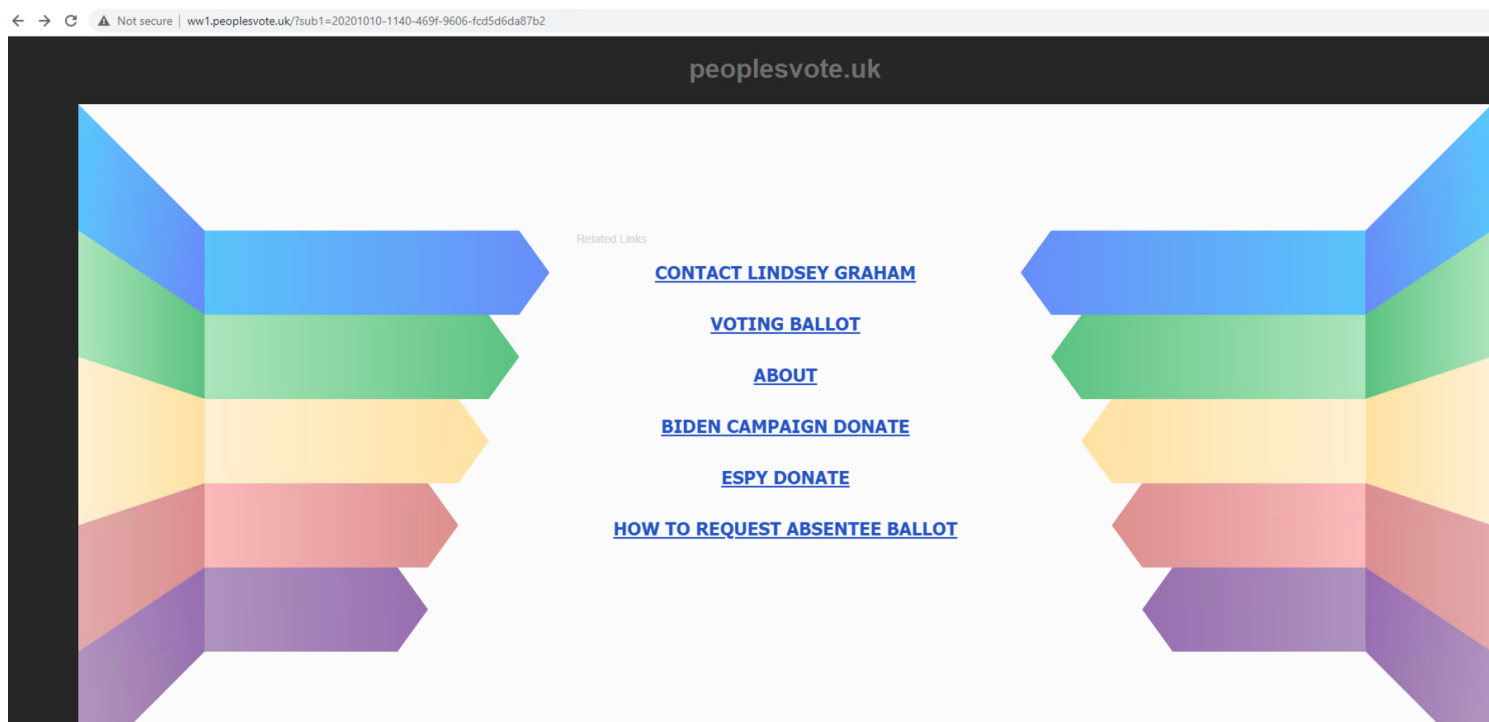 Not secure | ww1.peoplesvote.uk/?sub1=20201010-1140-469f-9606-fcd5d6da87b2
peoplesvote.uk
Related Links
CONTACT LINDSEY GRAHAM
VOTING BALLOT
ABOUT
BIDEN CAMPAIGN DONATE
ESPY DONATE
HOW TO REQUEST ABSENTEE BALLOT